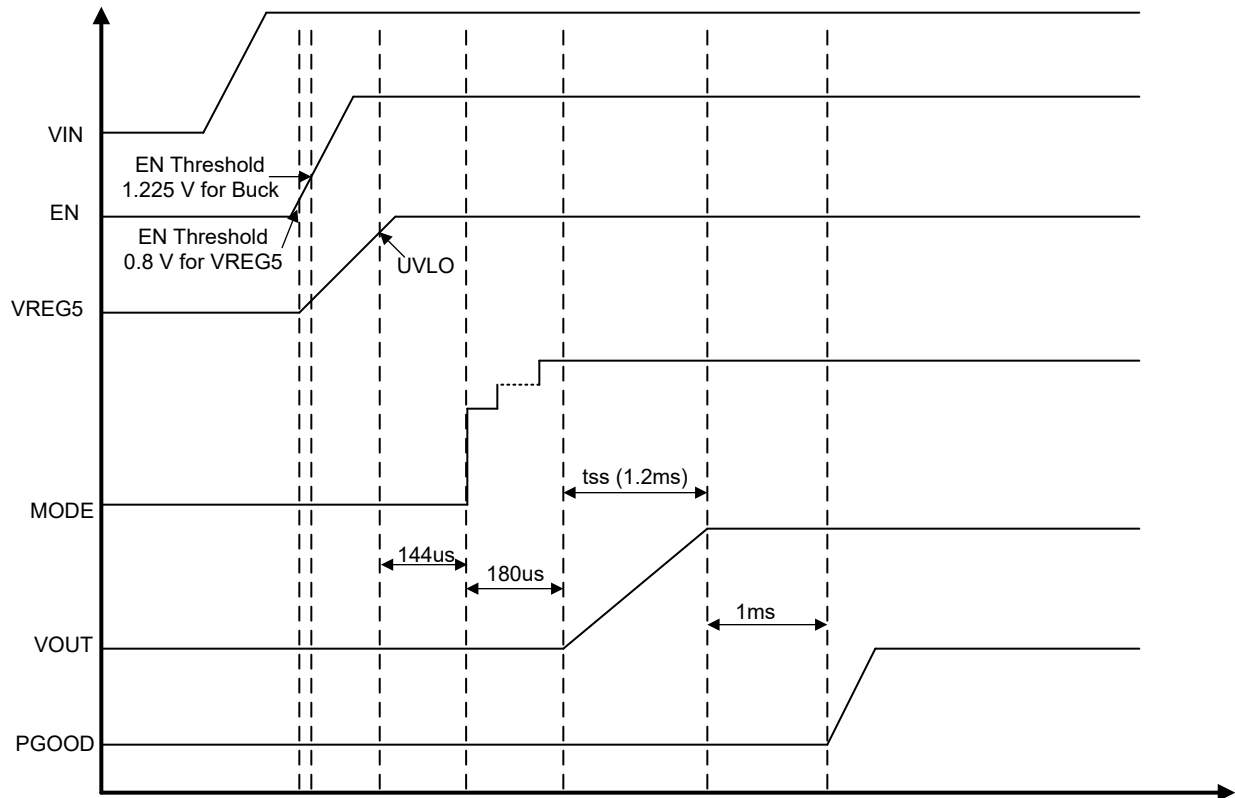 VIN
EN Threshold
1.225 V for Buck
EN
EN Threshold
0.8 V for VREG5
UVLO
VREG5
tss (1.2ms)
MODE
144us
180us
1ms
VOUT
PGOOD